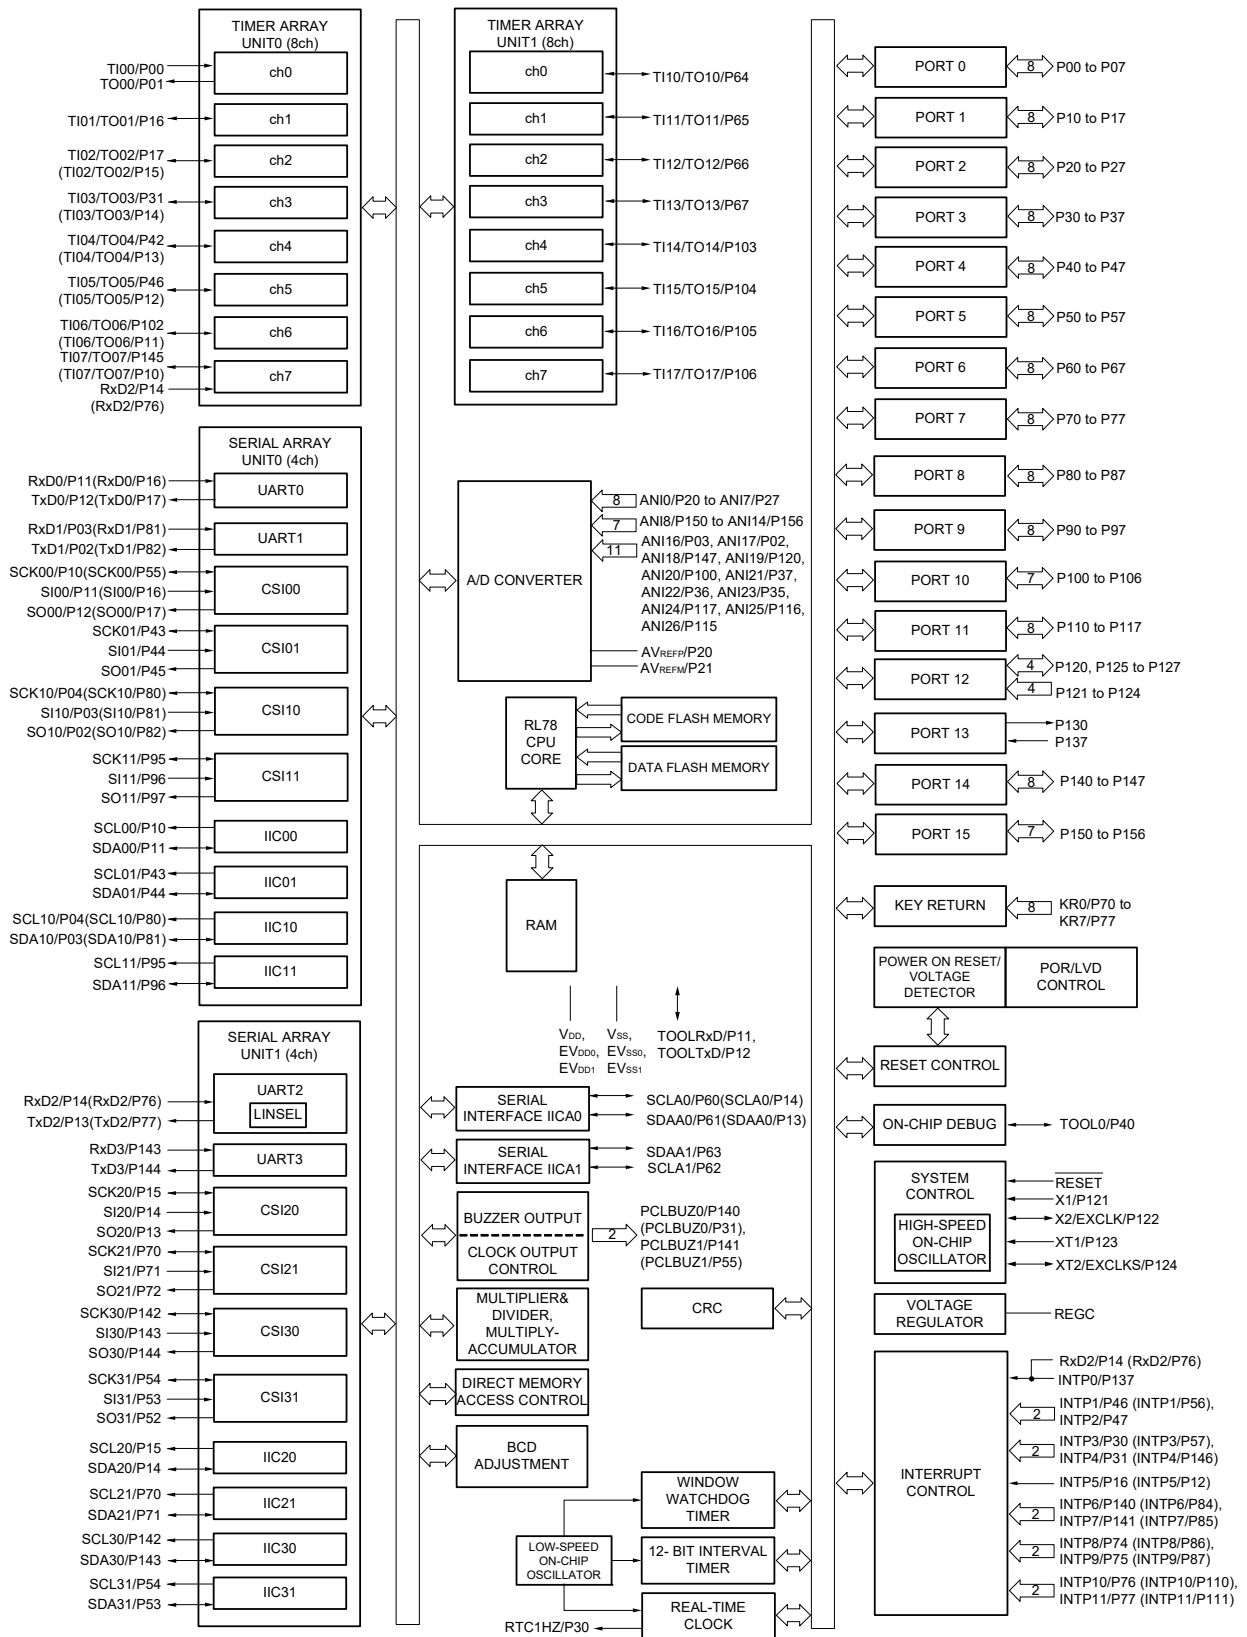 TIMER ARRAY
UNIT0 (8ch)
ch0
TI00/P00
TO00/P01
ch1
TI01/TO01/P16
ch2
TI02/TO02/P17
(TI02/TO02/P15)
ch3
TI03/TO03/P31
(TI03/TO03/P14)
ch4
TI04/TO04/P42
(TI04/TO04/P13)
ch5
TI05/TO05/P46
(TI05/TO05/P12)
ch6
TI06/TO06/P102
(TI06/TO06/P11)
ch7
TI07/TO07/P145
(TI07/TO07/P10)
RxD2/P14
(RxD2/P76)
SERIAL ARRAY
UNIT0 (4ch)
UART0
RxD0/P11(RxD0/P16)
TxD0/P12(TxD0/P17)
UART1
RxD1/P03(RxD1/P81)
TxD1/P02(TxD1/P82)
CSI00
SCK00/P10(SCK00/P55)
SI00/P11(SI00/P16)
SO00/P12(SO00/P17)
CSI01
SCK01/P43
SI01/P44
SO01/P45
CSI10
SCK10/P04(SCK10/P80)
SI10/P03(SI10/P81)
SO10/P02(SO10/P82)
CSI11
SCK11/P95
SI11/P96
SO11/P97
IIC00
SCL00/P10
SDA00/P11
IIC01
SCL01/P43
SDA01/P44
IIC10
SCL10/P04(SCL10/P80)
SDA10/P03(SDA10/P81)
IIC11
SCL11/P95
SDA11/P96
SERIAL ARRAY
UNIT1 (4ch)
UART2
LINSEL
RxD2/P14(RxD2/P76)
TxD2/P13(TxD2/P77)
UART3
RxD3/P143
TxD3/P144
CSI20
SCK20/P15
SI20/P14
SO20/P13
CSI21
SCK21/P70
SI21/P71
SO21/P72
CSI30
SCK30/P142
SI30/P143
SO30/P144
CSI31
SCK31/P54
SI31/P53
SO31/P52
IIC20
SCL20/P15
SDA20/P14
IIC21
SCL21/P70
SDA21/P71
IIC30
SCL30/P142
SDA30/P143
IIC31
SCL31/P54
SDA31/P53
TIMER ARRAY
UNIT1 (8ch)
ch0
TI10/TO10/P64
ch1
TI11/TO11/P65
ch2
TI12/TO12/P66
ch3
TI13/TO13/P67
ch4
TI14/TO14/P103
ch5
TI15/TO15/P104
ch6
TI16/TO16/P105
ch7
TI17/TO17/P106
A/D CONVERTER
8 ANI0/P20 to ANI7/P27
7 ANI8/P150 to ANI14/P156
11 ANI16/P03, ANI17/P02,
ANI18/P147, ANI19/P120,
ANI20/P100, ANI21/P37,
ANI22/P36, ANI23/P35,
ANI24/P117, ANI25/P116,
ANI26/P115
AVREFP/P20
AVREFM/P21
RL78
CPU
CORE
CODE FLASH MEMORY
DATA FLASH MEMORY
RAM
VDD,
EVDD0,
EVDD1
VSS,
EVSS0,
EVSS1
TOOLRxD/P11,
TOOLTxD/P12
SERIAL
INTERFACE IICA0
SCLA0/P60(SCLA0/P14)
SDAA0/P61(SDAA0/P13)
SERIAL
INTERFACE IICA1
SDAA1/P63
SCLA1/P62
BUZZER OUTPUT
CLOCK OUTPUT
CONTROL
2
PCLBUZ0/P140
(PCLBUZ0/P31),
PCLBUZ1/P141
(PCLBUZ1/P55)
MULTIPLIER&
DIVIDER,
MULTIPLY-
ACCUMULATOR
CRC
DIRECT MEMORY
ACCESS CONTROL
BCD
ADJUSTMENT
WINDOW
WATCHDOG
TIMER
LOW-SPEED
ON-CHIP
OSCILLATOR
12- BIT INTERVAL
TIMER
REAL-TIME
CLOCK
RTC1HZ/P30
PORT 0 8 P00 to P07
PORT 1 8 P10 to P17
PORT 2 8 P20 to P27
PORT 3 8 P30 to P37
PORT 4 8 P40 to P47
PORT 5 8 P50 to P57
PORT 6 8 P60 to P67
PORT 7 8 P70 to P77
PORT 8 8 P80 to P87
PORT 9 8 P90 to P97
PORT 10 7 P100 to P106
PORT 11 8 P110 to P117
PORT 12
4 P120, P125 to P127
4 P121 to P124
PORT 13
P130
P137
PORT 14 8 P140 to P147
PORT 15 7 P150 to P156
KEY RETURN 8 KR0/P70 to
KR7/P77
POWER ON RESET/
VOLTAGE
DETECTOR
POR/LVD
CONTROL
RESET CONTROL
ON-CHIP DEBUG TOOL0/P40
SYSTEM
CONTROL
HIGH-SPEED
ON-CHIP
OSCILLATOR
RESET
X1/P121
X2/EXCLK/P122
XT1/P123
XT2/EXCLKS/P124
VOLTAGE
REGULATOR
REGC
INTERRUPT
CONTROL
RxD2/P14 (RxD2/P76)
INTP0/P137
2 INTP1/P46 (INTP1/P56),
INTP2/P47
2 INTP3/P30 (INTP3/P57),
INTP4/P31 (INTP4/P146)
INTP5/P16 (INTP5/P12)
2 INTP6/P140 (INTP6/P84),
INTP7/P141 (INTP7/P85)
2 INTP8/P74 (INTP8/P86),
INTP9/P75 (INTP9/P87)
2 INTP10/P76 (INTP10/P110),
INTP11/P77 (INTP11/P111)